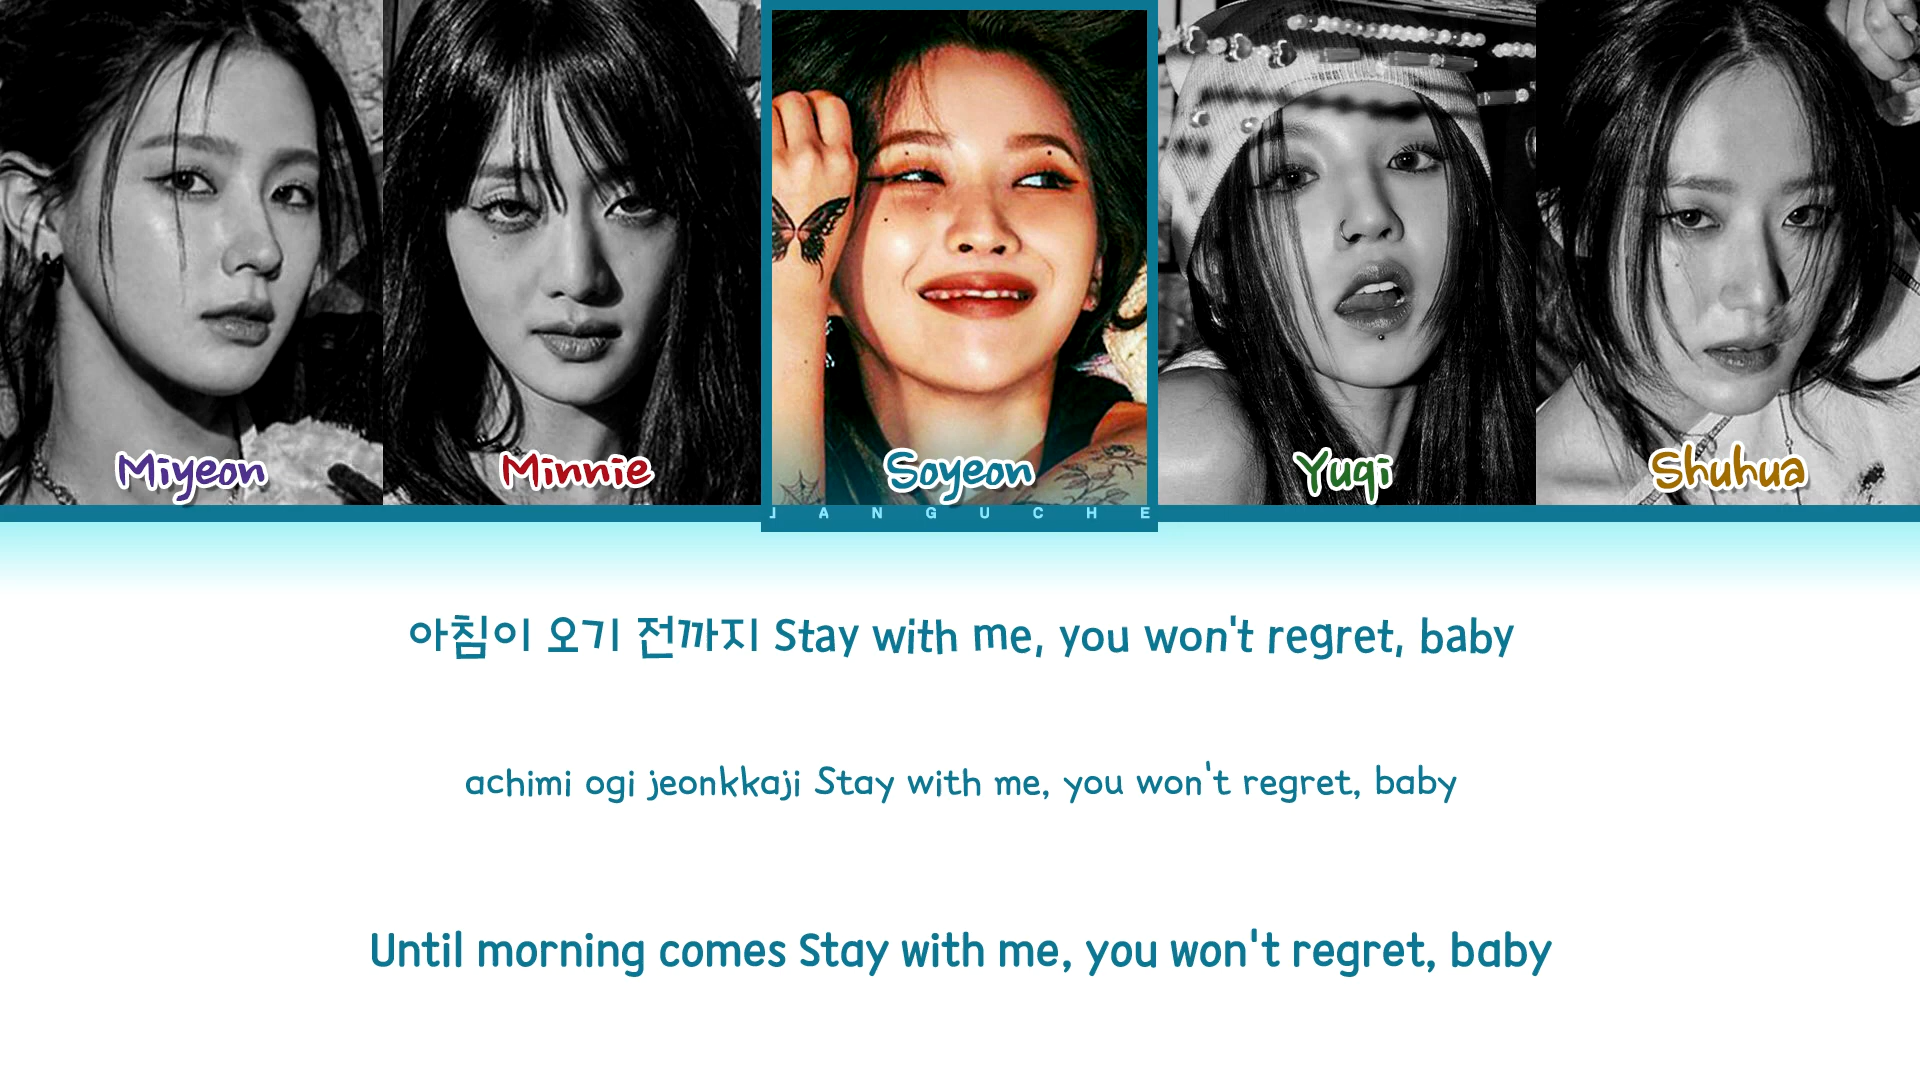 Miyeon
Minnie
Soyeon
Yuqi
Shuhua
JANGUCHE
아침이 오기 전까지 Stay with me, you won't regret, baby
achimi ogi jeonkkaji Stay with me, you won't regret, baby
Until morning comes Stay with me, you won't regret, baby